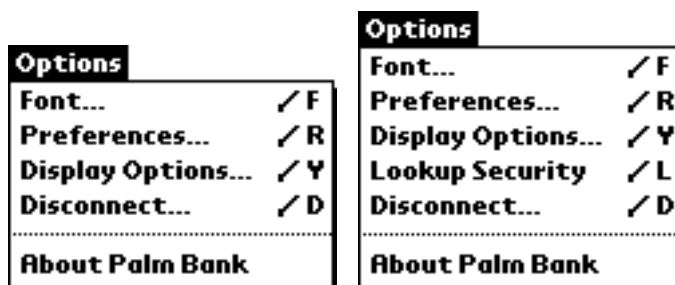 Options
Font... ⁄ F
Preferences... ⁄ R
Display Options... ⁄ Y
Disconnect... ⁄ D
About Palm Bank
Options
Font... ⁄ F
Preferences... ⁄ R
Display Options... ⁄ Y
Lookup Security ⁄ L
Disconnect... ⁄ D
About Palm Bank